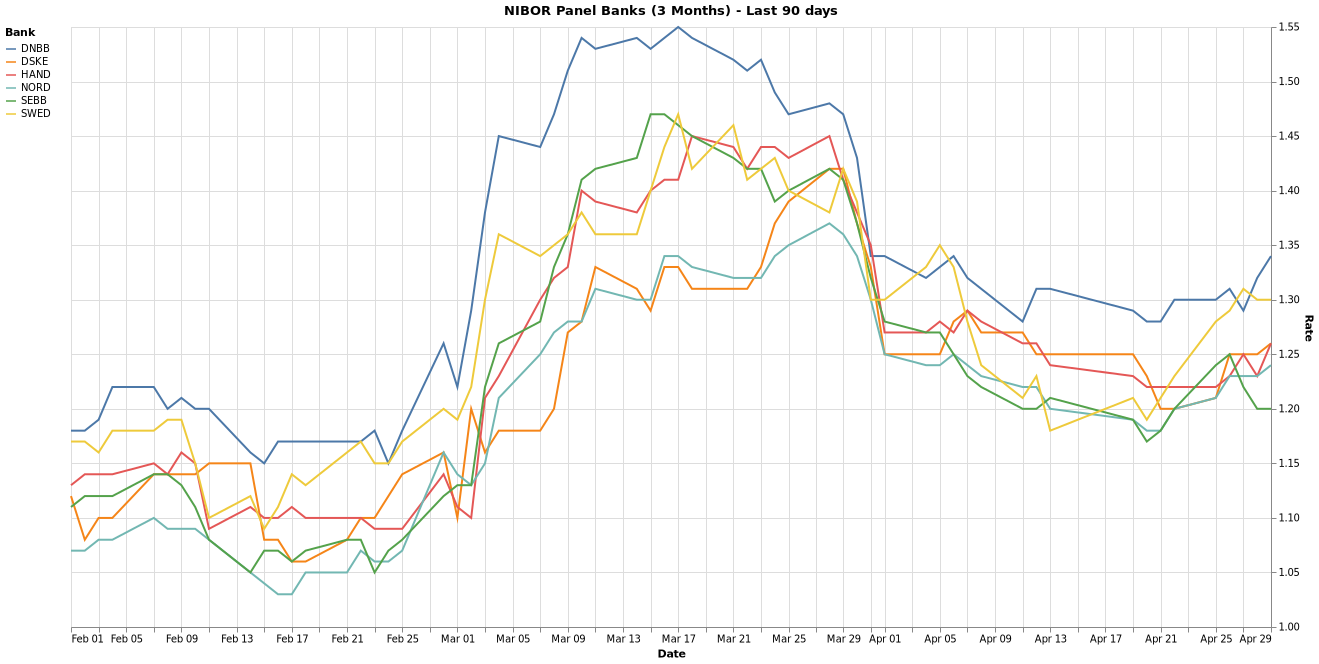 NIBOR Panel Banks (3 Months) - Last 90 days
Bank
DNBB
DSKE
HAND
NORD
SEBB
SWED
1.55
1.50
1.45
1.40
1.35
1.30
1.25
1.20
1.15
1.10
1.05
1.00
Rate
Feb 01 Feb 05 Feb 09 Feb 13 Feb 17 Feb 21 Feb 25 Mar 01 Mar 05 Mar 09 Mar 13 Mar 17 Mar 21 Mar 25 Mar 29 Apr 01 Apr 05 Apr 09 Apr 13 Apr 17 Apr 21 Apr 25 Apr 29
Date